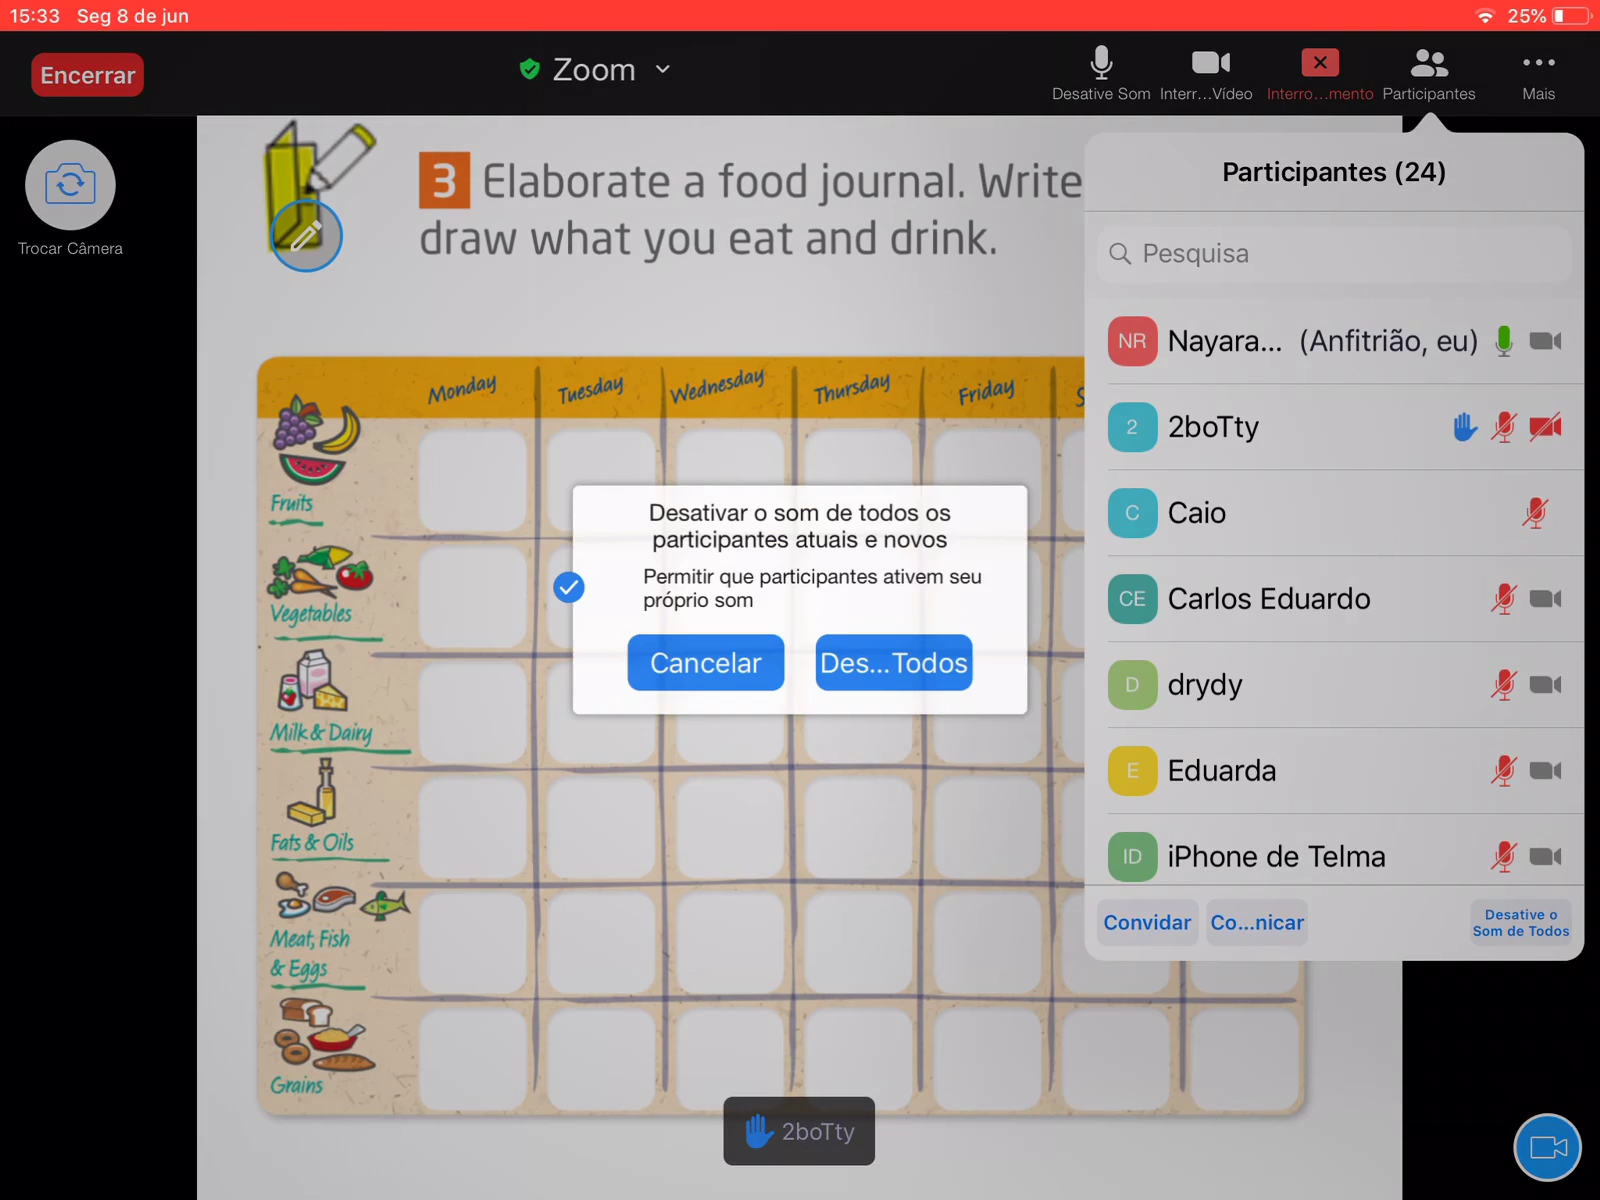 15:33 Seg 8 de jun
25%
Encerrar
Zoom
Desative Som
Interr...Vídeo
Interro...mento
Participantes
Mais
Trocar Câmera
3 Elaborate a food journal. Write
draw what you eat and drink.
Monday Tuesday Wednesday Thursday Friday S
Fruits
Vegetables
Milk & Dairy
Fats & Oils
Meat, Fish
& Eggs
Grains
Desativar o som de todos os
participantes atuais e novos
Permitir que participantes ativem seu
próprio som
Cancelar
Des...Todos
Participantes (24)
Pesquisa
NR Nayara... (Anfitrião, eu)
2 2boTty
C Caio
CE Carlos Eduardo
D drydy
E Eduarda
ID iPhone de Telma
Convidar
Co...nicar
Desative o
Som de Todos
2boTty